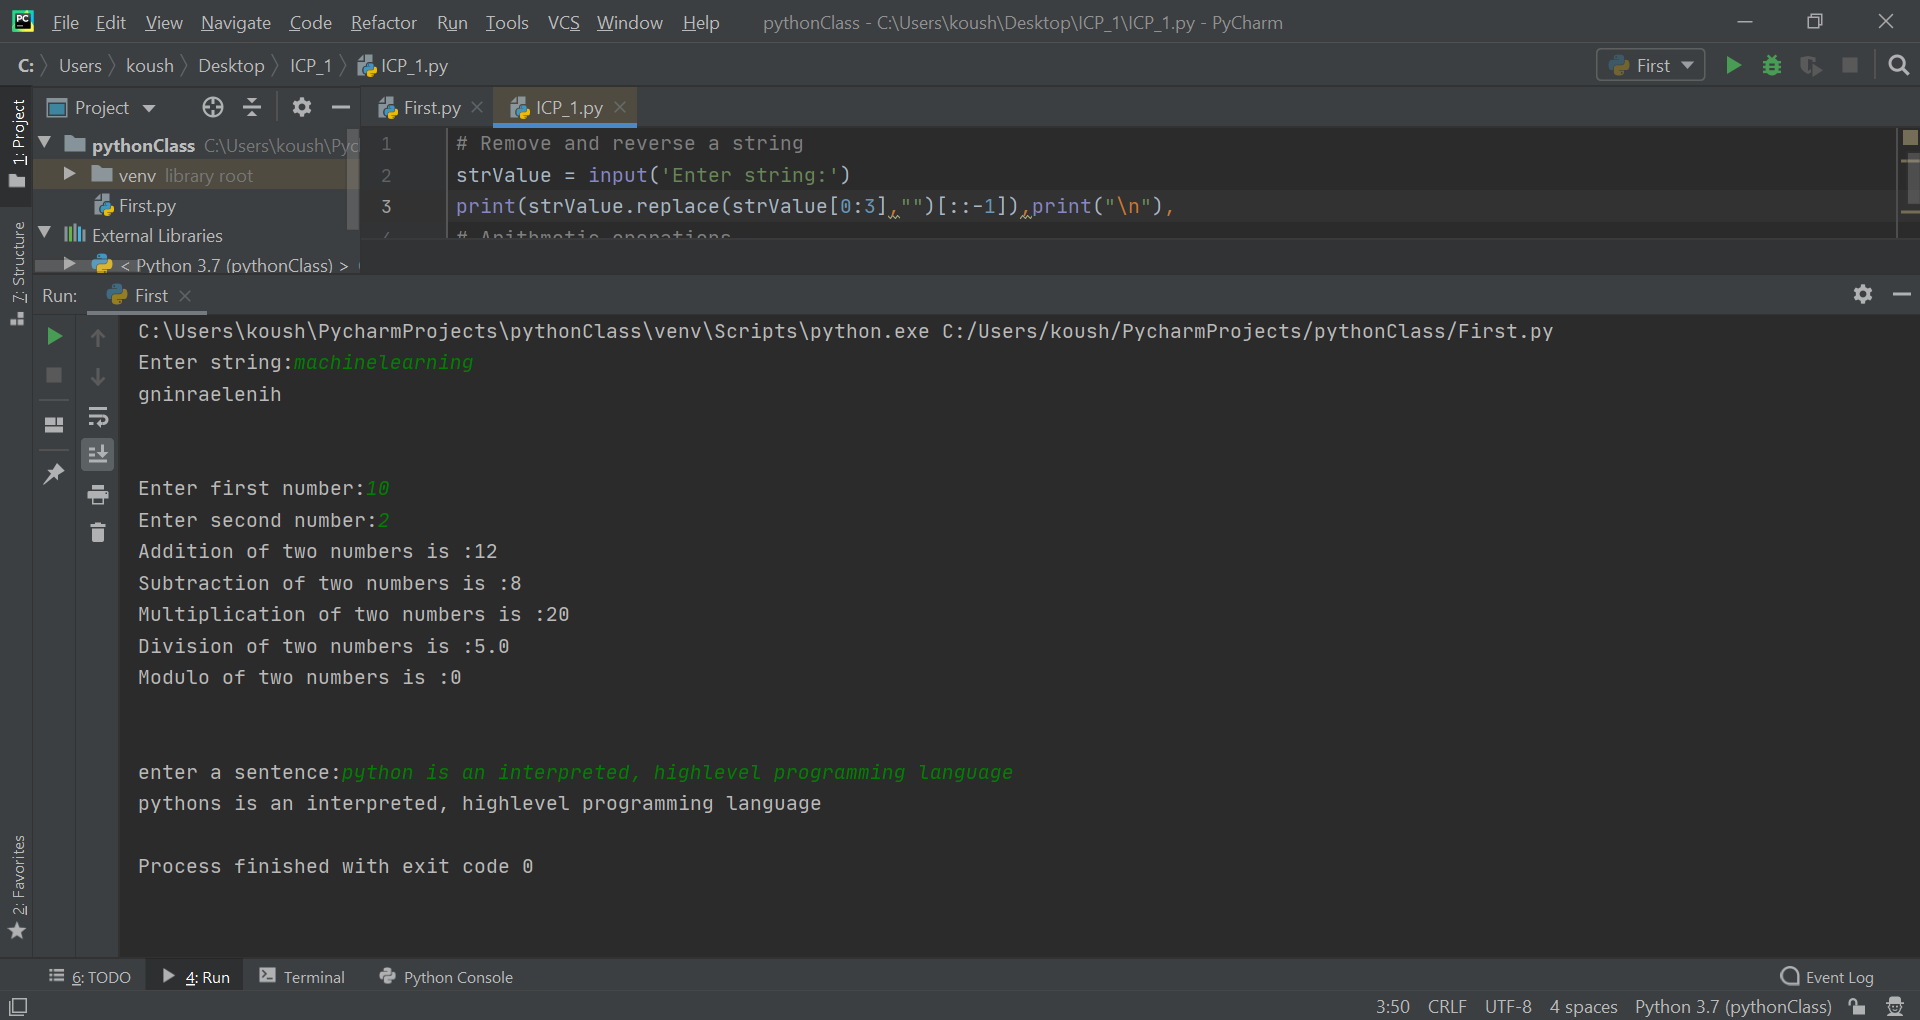 PC File Edit View Navigate Code Refactor Run Tools VCS Window Help pythonClass - C:\Users\koush\Desktop\ICP_1\ICP_1.py - PyCharm
C: Users koush Desktop ICP_1 ICP_1.py First
Project First.py ICP_1.py
1: Project
pythonClass C:\Users\koush\Pyc
venv library root
First.py
External Libraries
< Python 3.7 (pythonClass) >
7: Structure
1 # Remove and reverse a string
2 strValue = input('Enter string:')
3 print(strValue.replace(strValue[0:3],"")[::-1]),print("\n"),
4 # Arithmetic operations
Run: First
C:\Users\koush\PycharmProjects\pythonClass\venv\Scripts\python.exe C:/Users/koush/PycharmProjects/pythonClass/First.py
Enter string:machinelearning
gninraelenih
Enter first number:10
Enter second number:2
Addition of two numbers is :12
Subtraction of two numbers is :8
Multiplication of two numbers is :20
Division of two numbers is :5.0
Modulo of two numbers is :0
enter a sentence:python is an interpreted, highlevel programming language
pythons is an interpreted, highlevel programming language
Process finished with exit code 0
2: Favorites
6: TODO 4: Run Terminal Python Console Event Log
3:50 CRLF UTF-8 4 spaces Python 3.7 (pythonClass)